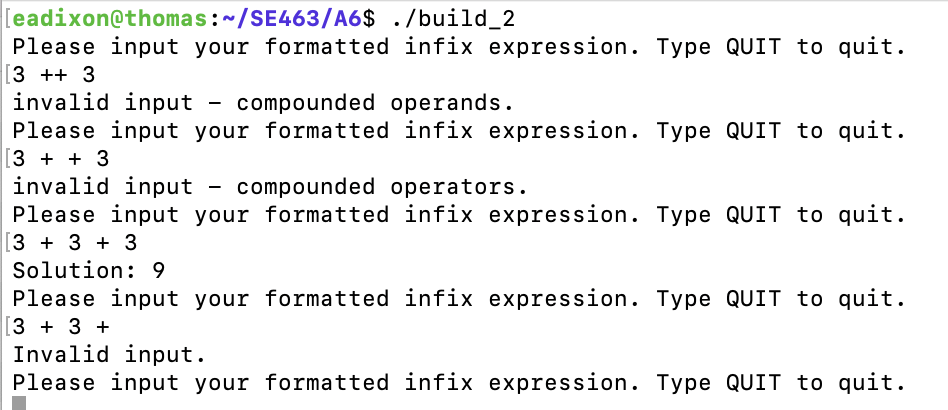 [eadixon@thomas:~/SE463/A6$ ./build_2
Please input your formatted infix expression. Type QUIT to quit.
[3 ++ 3
invalid input – compounded operands.
Please input your formatted infix expression. Type QUIT to quit.
[3 + + 3
invalid input – compounded operators.
Please input your formatted infix expression. Type QUIT to quit.
[3 + 3 + 3
Solution: 9
Please input your formatted infix expression. Type QUIT to quit.
[3 + 3 +
Invalid input.
Please input your formatted infix expression. Type QUIT to quit.